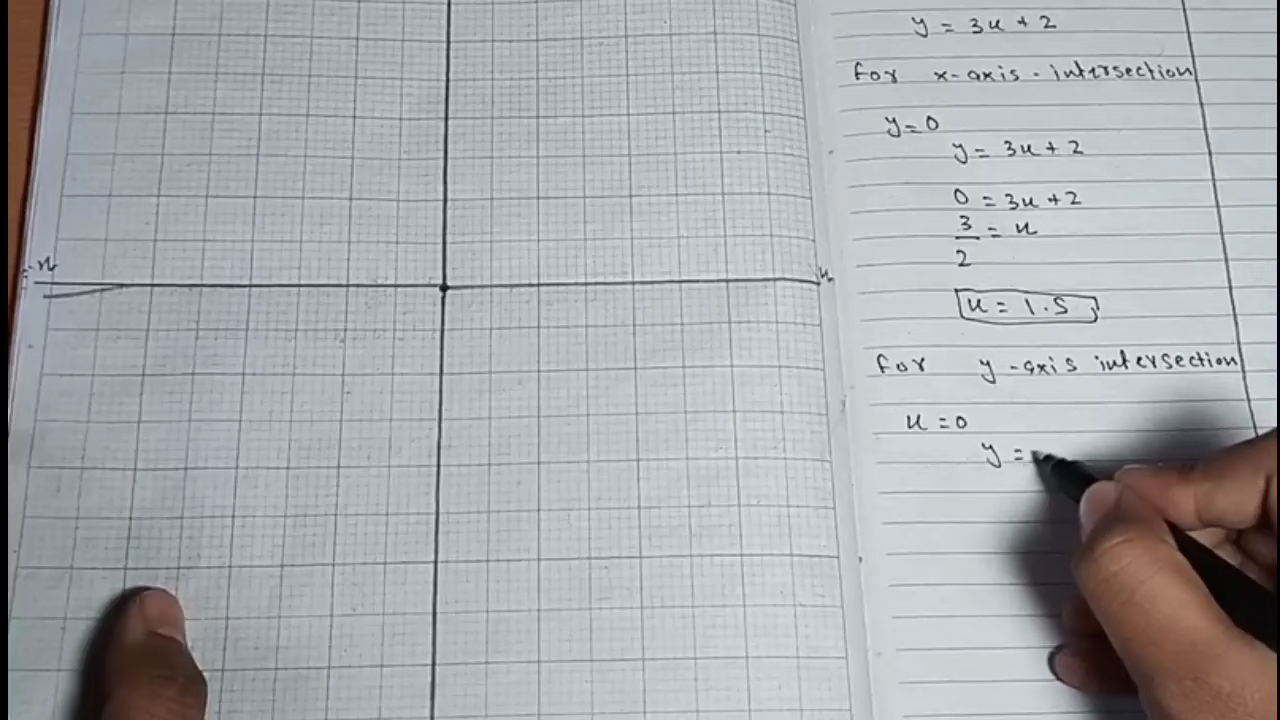 y = 3x + 2
For x-axis - intersection
y = 0
y = 3x + 2
0 = 3x + 2
3/2 = x
x = 1.5
-x
x
For y-axis intersection
x = 0
y =